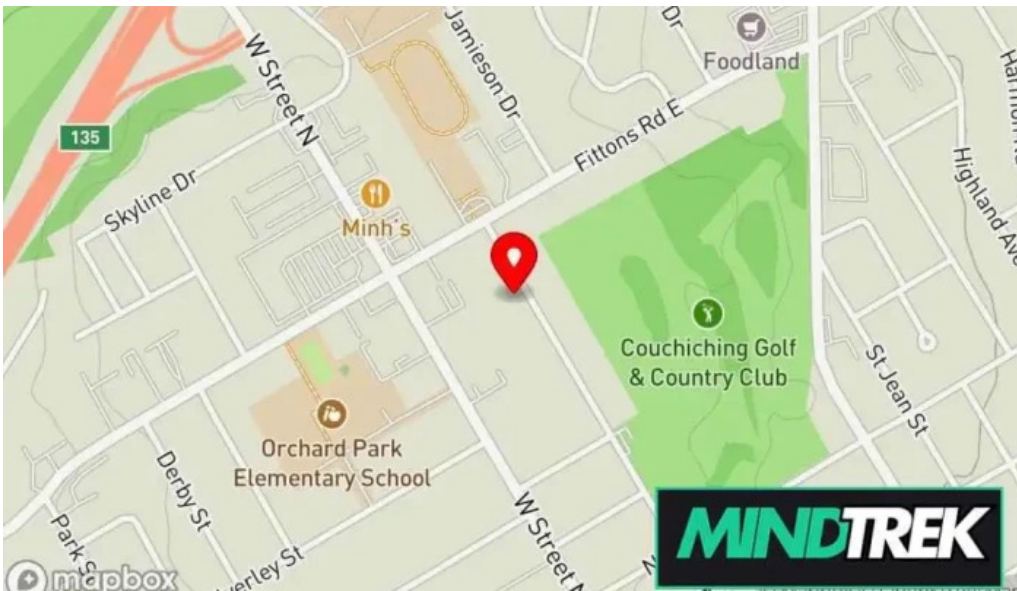 Foodland
Jamieson Dr
Dr
W Street N
135
Fittons Rd E
Skyline Dr
Minh's
Highland Ave
Couchiching Golf
& Country Club
St Jean St
Orchard Park
Elementary School
Derby St
W Street N
MINDTREK
mapbox